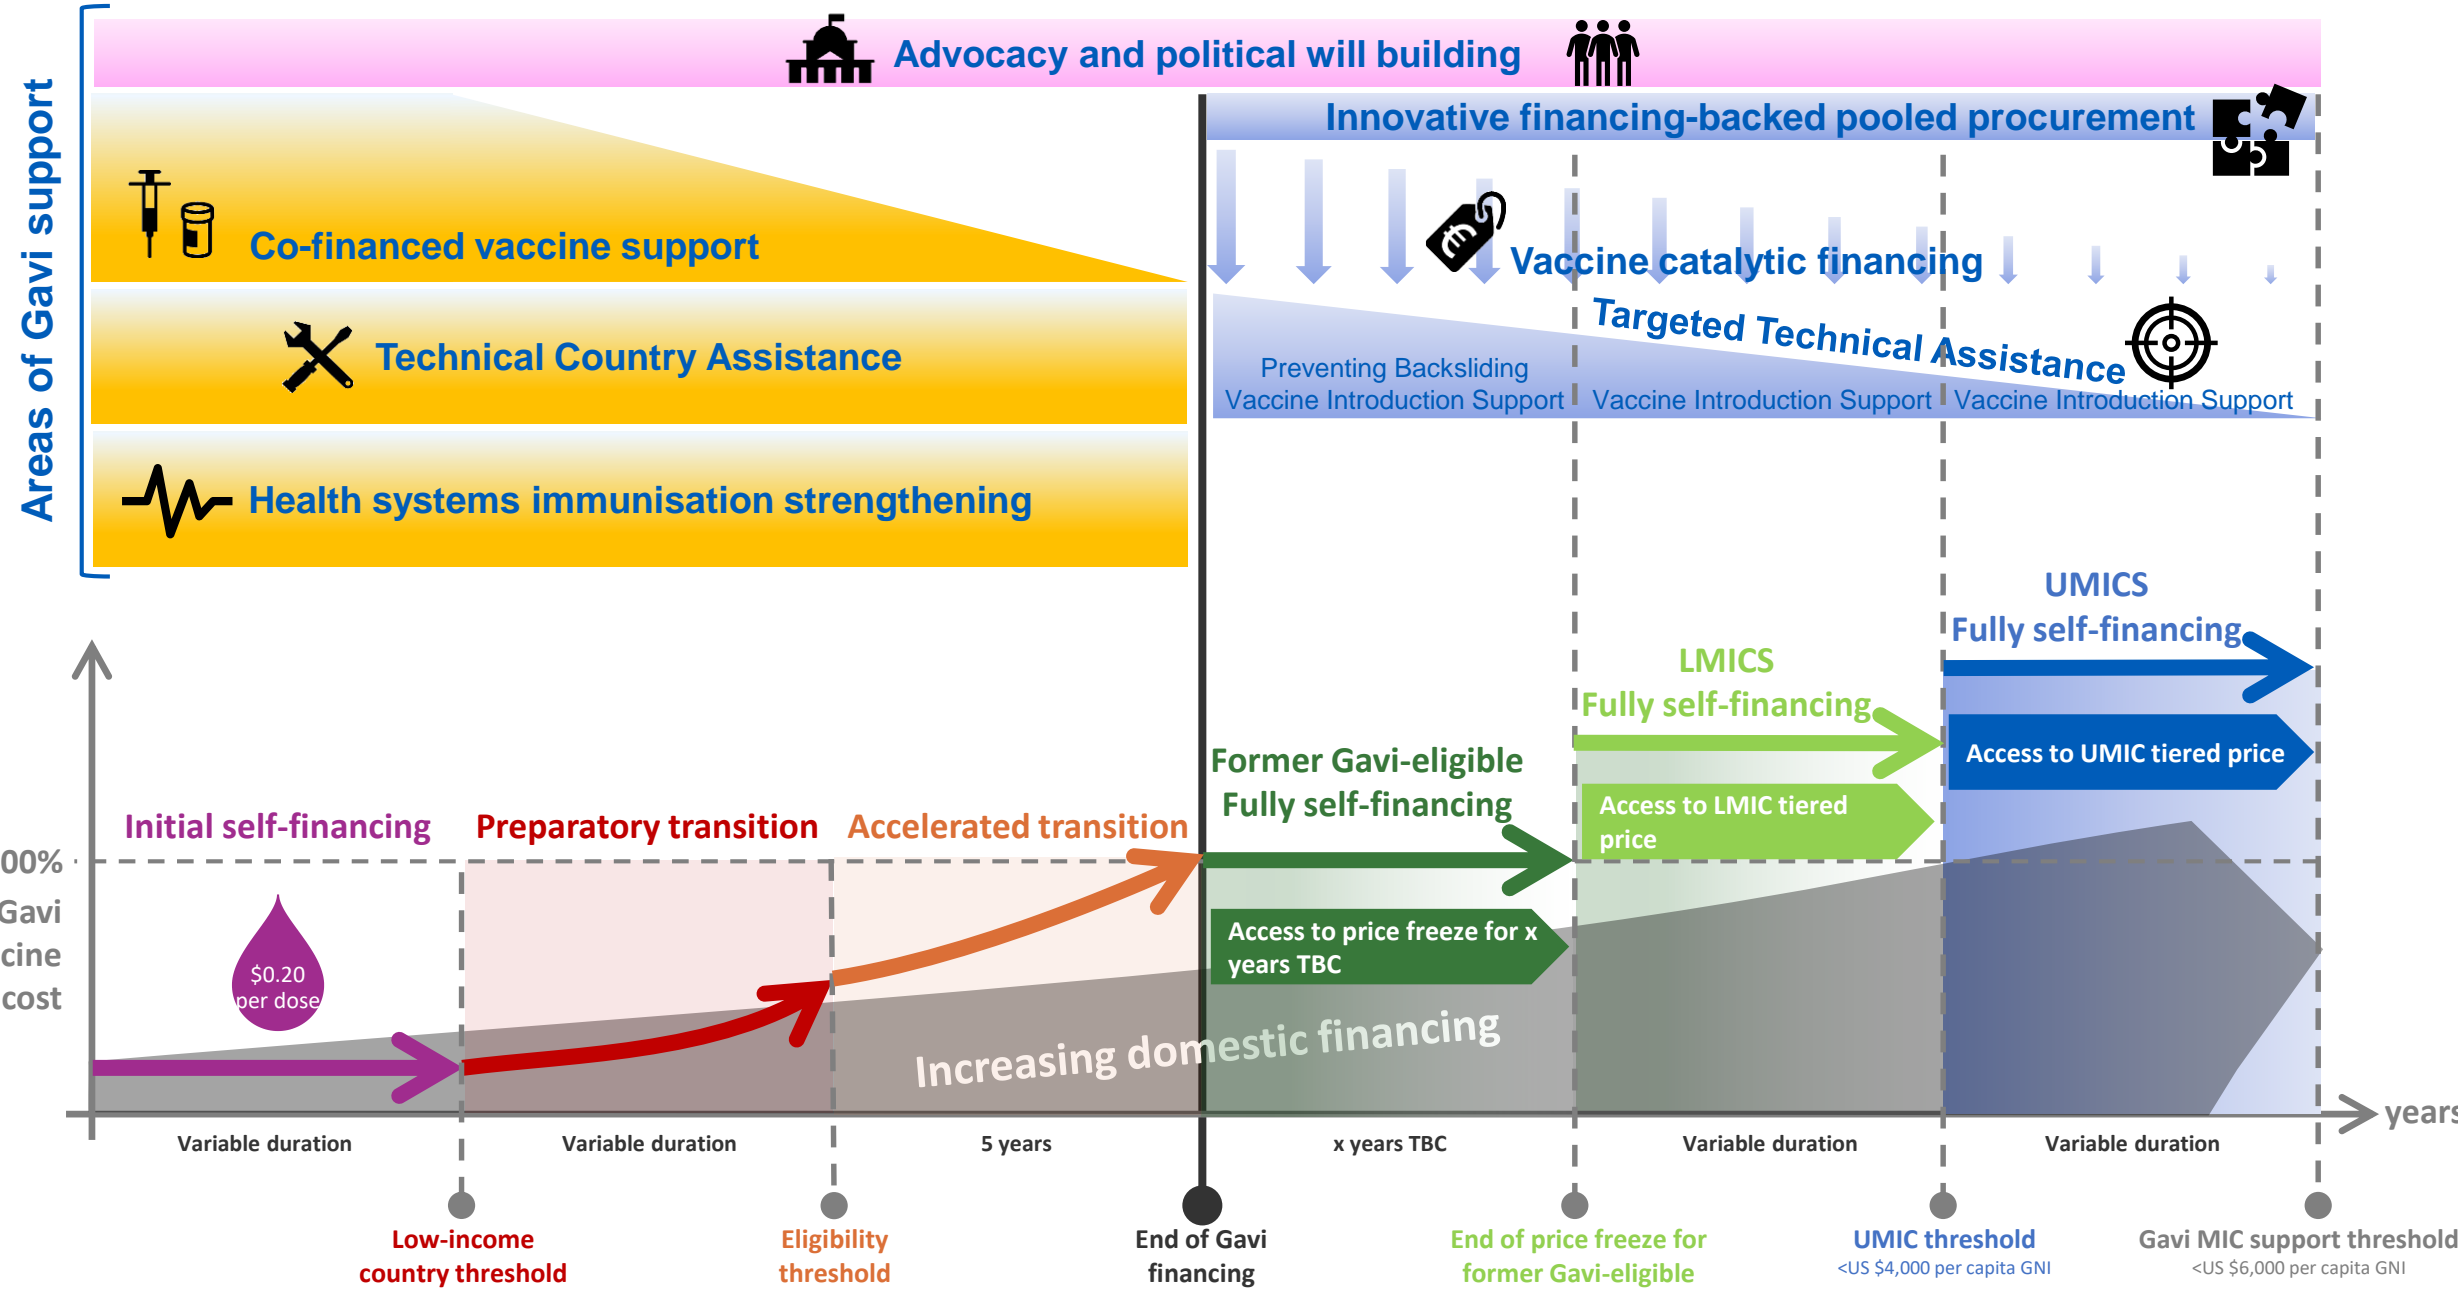 Areas of Gavi support
Advocacy and political will building
Innovative financing-backed pooled procurement
Co-financed vaccine support
Vaccine catalytic financing
Technical Country Assistance
Targeted Technical Assistance
Preventing Backsliding
Vaccine Introduction Support
Vaccine Introduction Support
Vaccine Introduction Support
Health systems immunisation strengthening
UMICS
Fully self-financing
LMICS
Fully self-financing
Former Gavi-eligible
Fully self-financing
Access to UMIC tiered price
Access to LMIC tiered
price
Initial self-financing
Preparatory transition
Accelerated transition
00%
Gavi
cine
cost
$0.20
per dose
Access to price freeze for x
years TBC
Increasing domestic financing
years
Variable duration
Variable duration
5 years
x years TBC
Variable duration
Variable duration
Low-income
country threshold
Eligibility
threshold
End of Gavi
financing
End of price freeze for
former Gavi-eligible
UMIC threshold
<US $4,000 per capita GNI
Gavi MIC support threshold
<US $6,000 per capita GNI